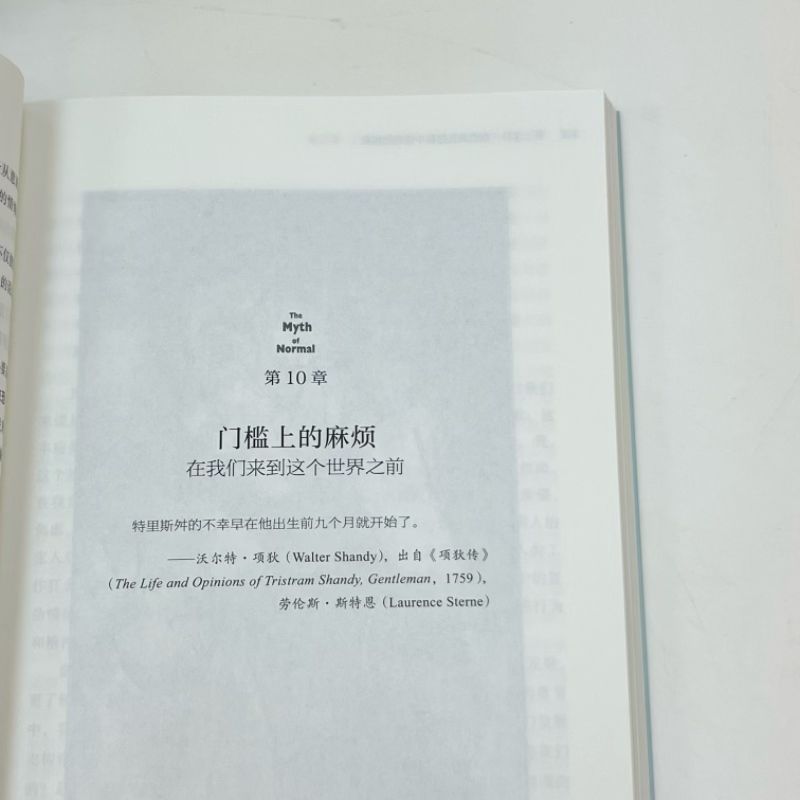 The
Myth
of
Normal
第10章
门槛上的麻烦
在我们来到这个世界之前
特里斯舛的不幸早在他出生前九个月就开始了。
——沃尔特·项狄（Walter Shandy），出自《项狄传》
（The Life and Opinions of Tristram Shandy, Gentleman，1759），
劳伦斯·斯特恩（Laurence Sterne）